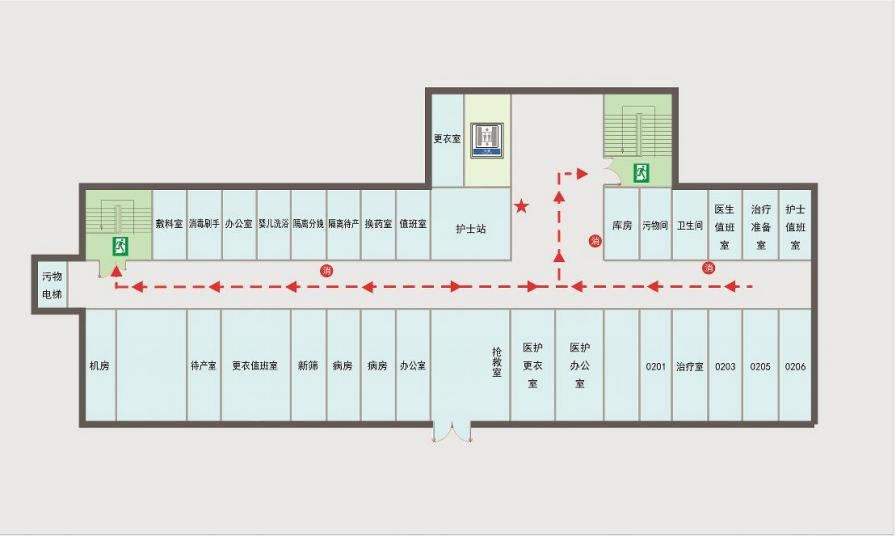 更衣室
敷料室
消毒刷手
办公室
婴儿洗浴
隔离分娩
隔离待产
换药室
值班室
护士站
库房
污物间
卫生间
医生
值班
室
治疗
准备
室
护士
值班
室
消
消
消
污物
电梯
机房
待产室
更衣值班室
新筛
病房
病房
办公室
抢救室
医护
更衣
室
医护
办公
室
0201
治疗室
0203
0205
0206